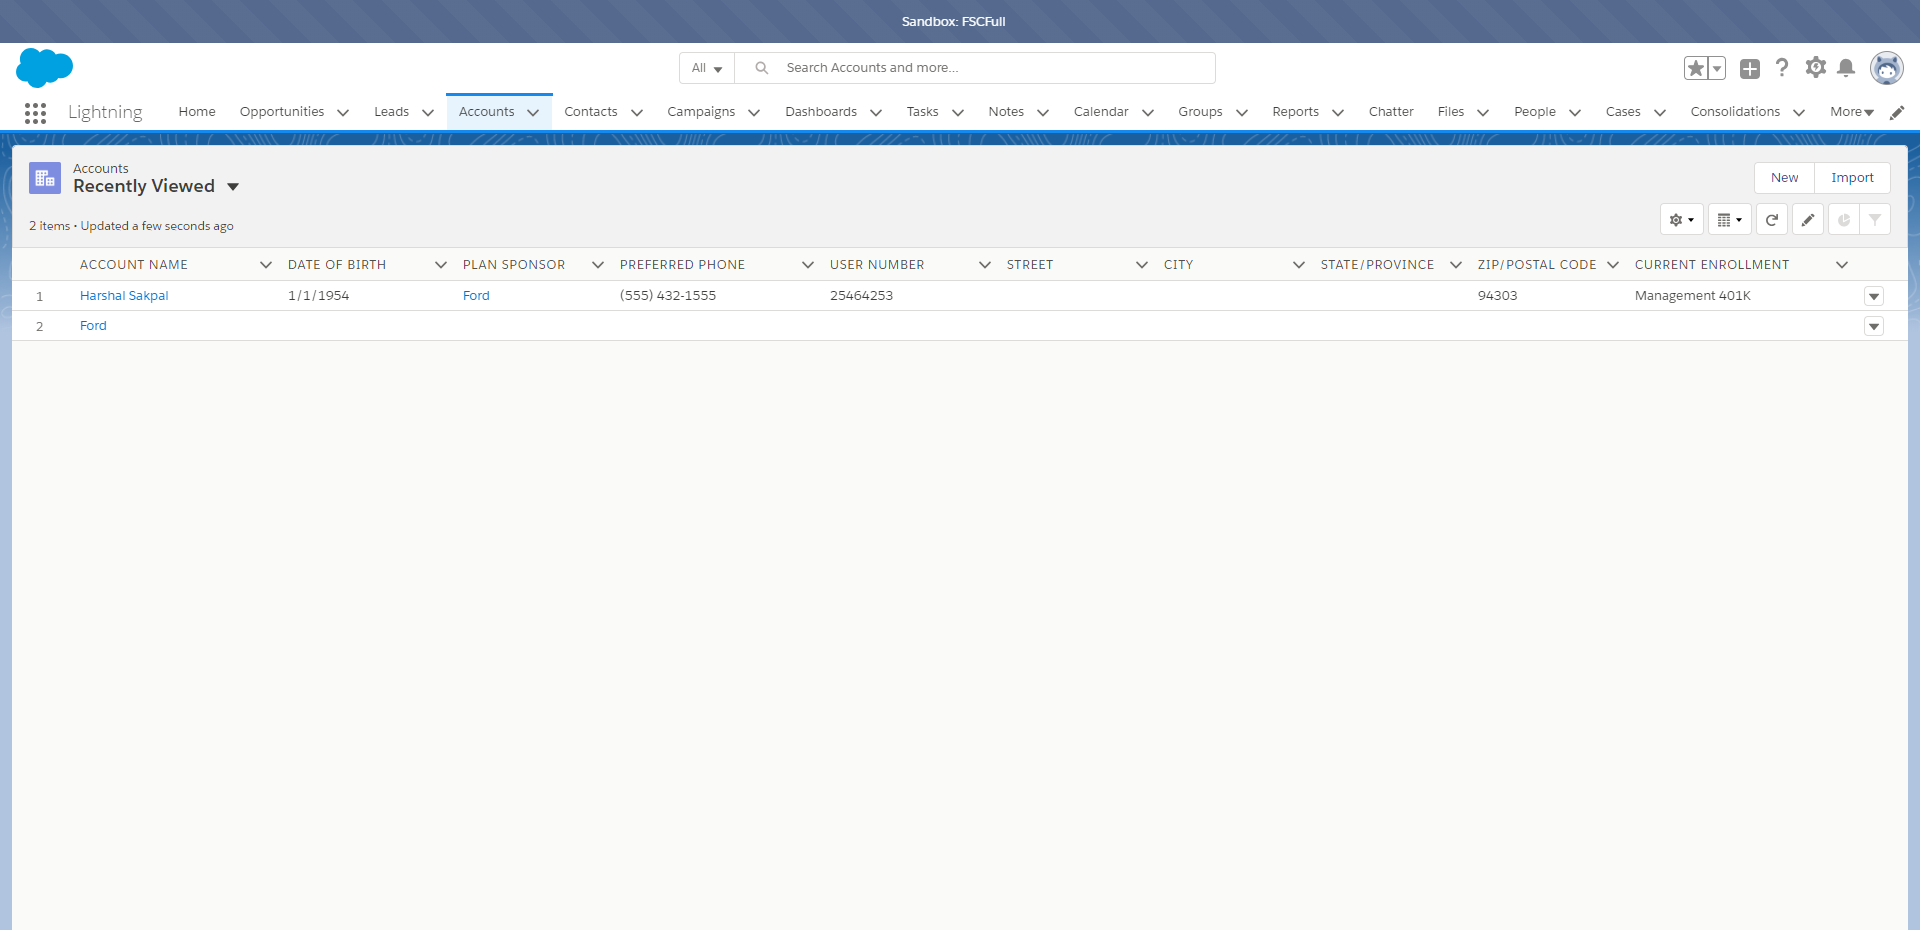 Sandbox: FSCFull
All Search Accounts and more...
Lightning Home Opportunities Leads Accounts Contacts Campaigns Dashboards Tasks Notes Calendar Groups Reports Chatter Files People Cases Consolidations More
Accounts
Recently Viewed
New Import
2 items • Updated a few seconds ago
ACCOUNT NAME DATE OF BIRTH PLAN SPONSOR PREFERRED PHONE USER NUMBER STREET CITY STATE/PROVINCE ZIP/POSTAL CODE CURRENT ENROLLMENT
1 Harshal Sakpal 1/1/1954 Ford (555) 432-1555 25464253 94303 Management 401K
2 Ford